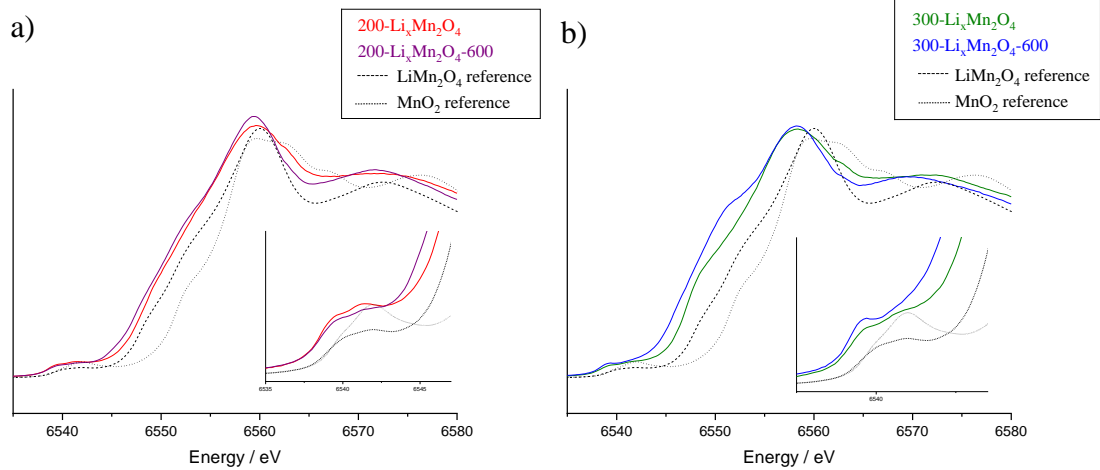 a)
200-LiₓMn₂O₄
200-LiₓMn₂O₄-600
LiMn₂O₄ reference
MnO₂ reference
6535
6540
6545
6540
6550
6560
6570
6580
Energy / eV
b)
300-LiₓMn₂O₄
300-LiₓMn₂O₄-600
LiMn₂O₄ reference
MnO₂ reference
6540
6540
6550
6560
6570
6580
Energy / eV